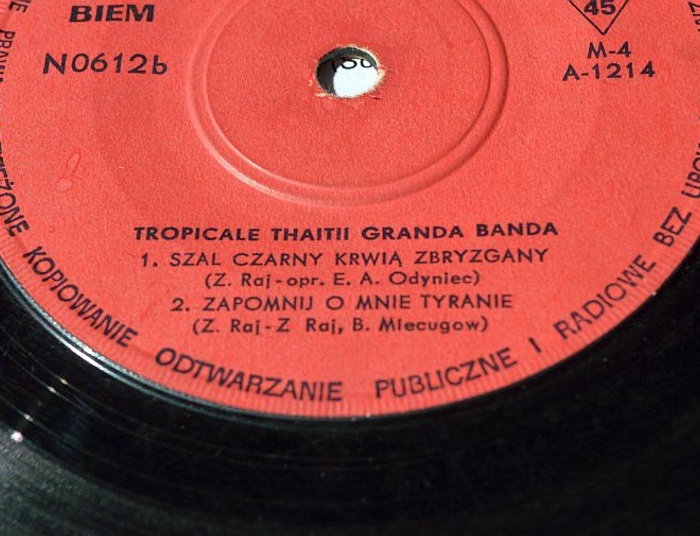 BIEM
45
N0612b
M-4
A-1214
TROPICALE THAITII GRANDA BANDA
1. SZAL CZARNY KRWIĄ ZBRYZGANY
(Z. Raj-opr. E. A. Odyniec)
2. ZAPOMNIJ O MNIE TYRANIE
(Z. Raj-Z Raj, B. Miecugow)
KOPIOWANIE ODTWARZANIE PUBLICZNE I RADIOWE BEZ